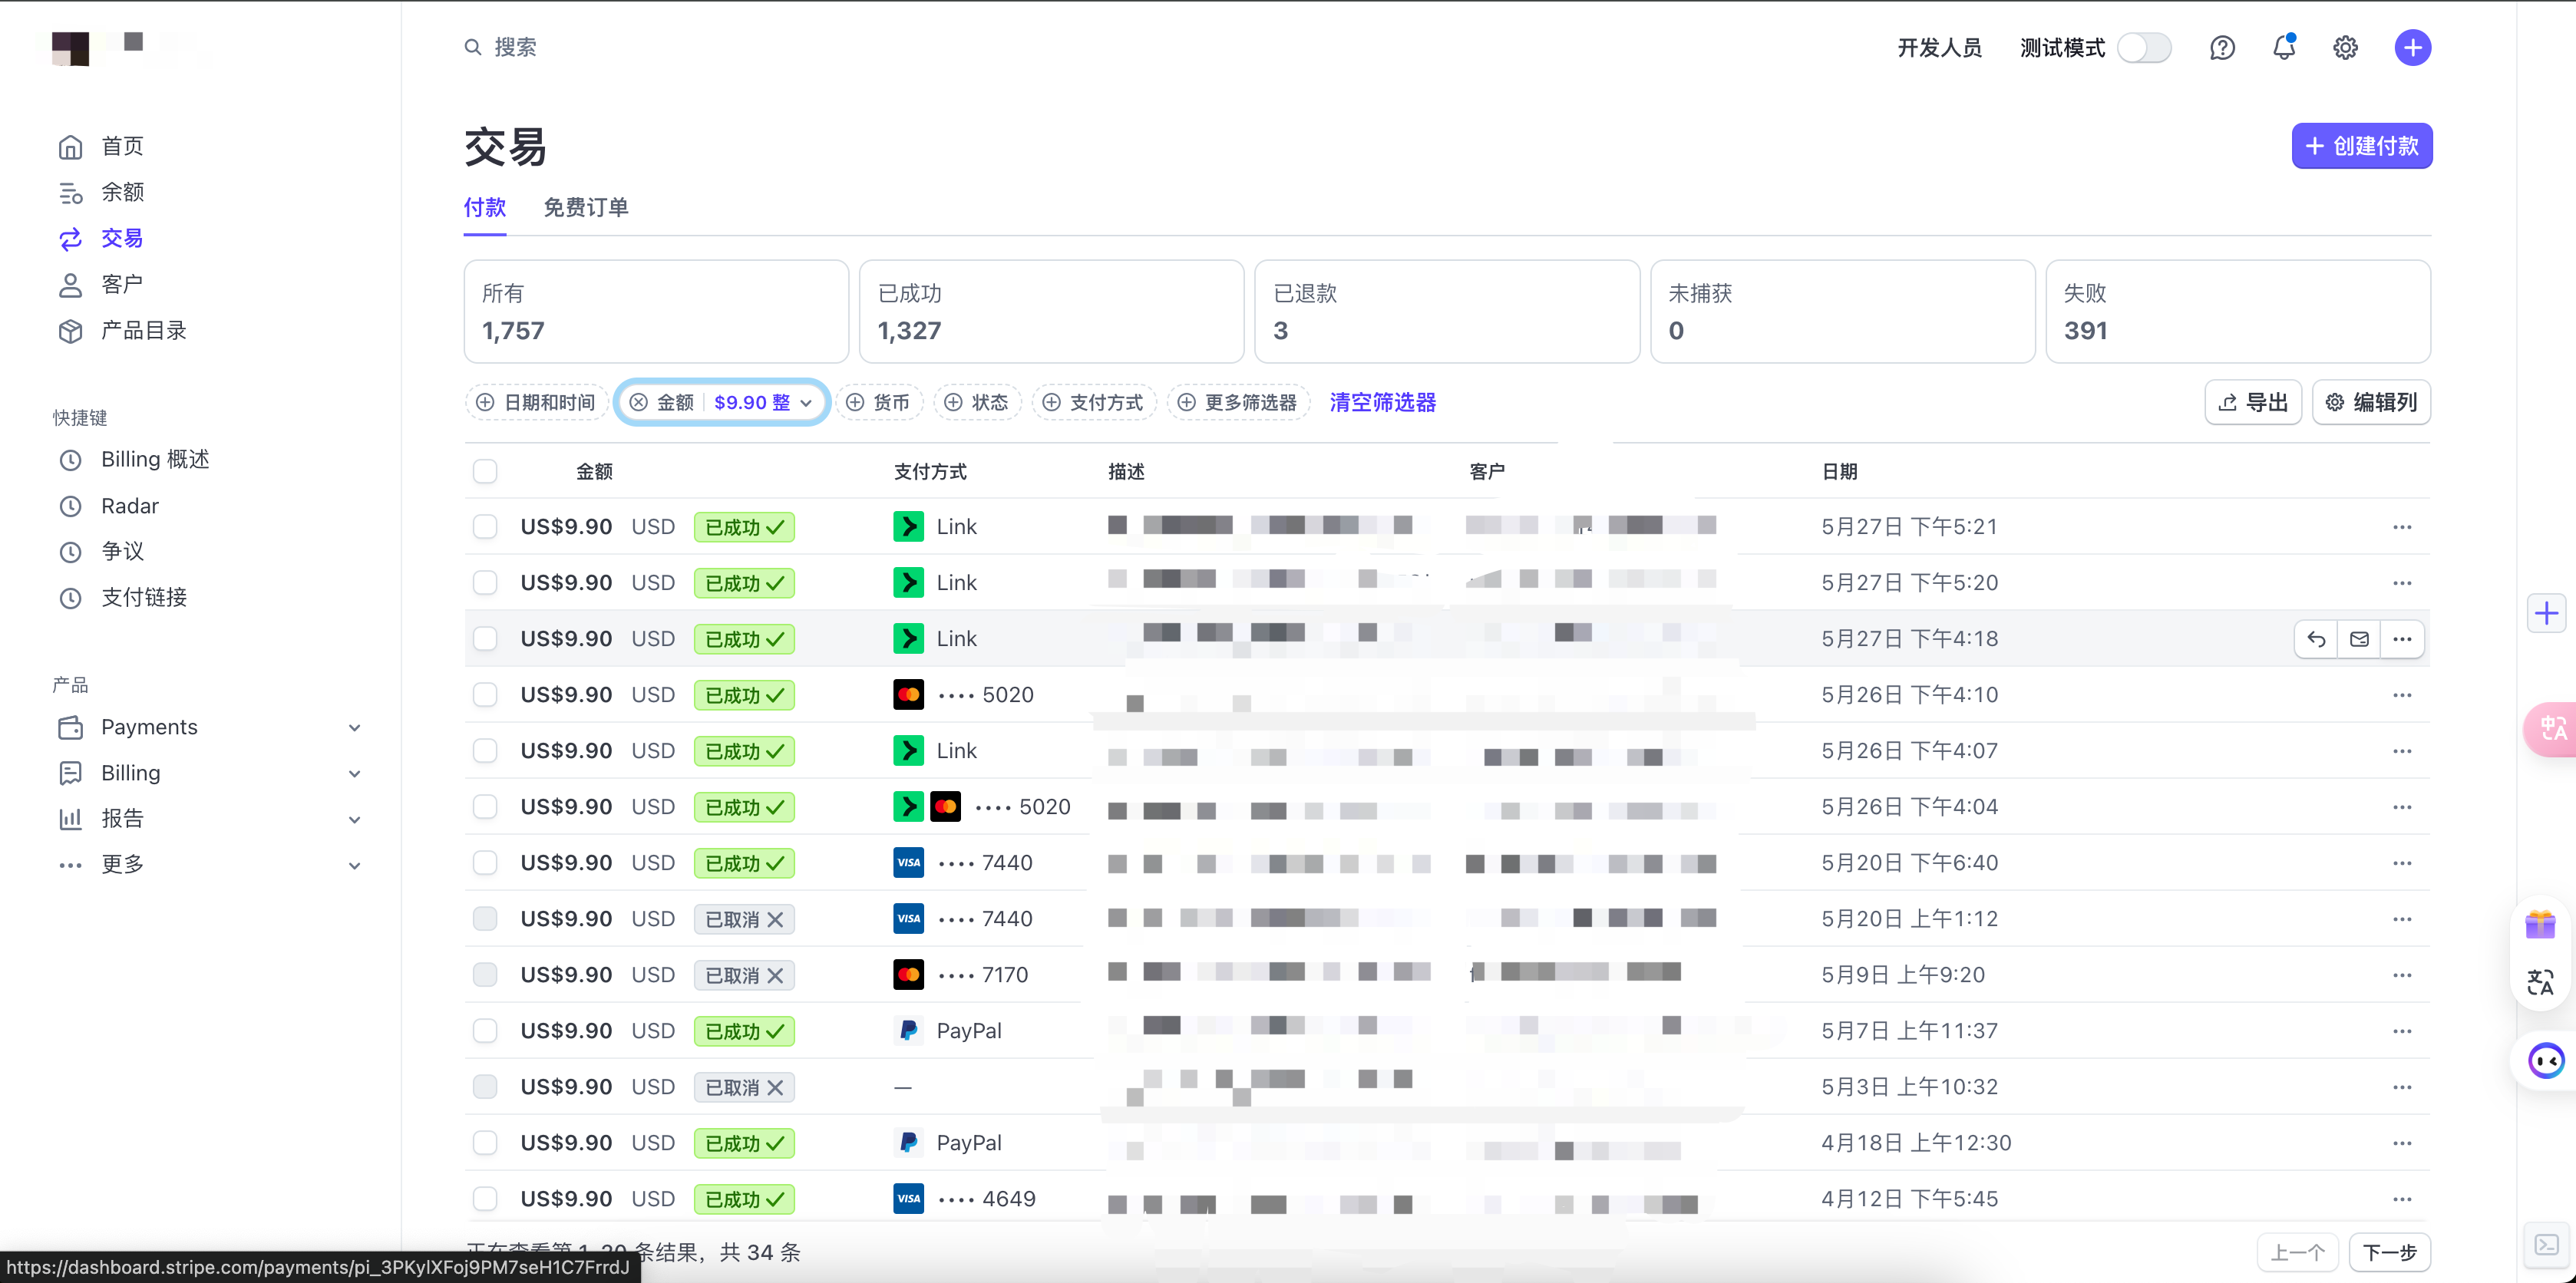 搜索
开发人员 测试模式
首页
余额
交易
客户
产品目录
快捷键
Billing 概述
Radar
争议
支付链接
产品
Payments
Billing
报告
更多
交易
创建付款
付款 免费订单
所有
1,757
已成功
1,327
已退款
3
未捕获
0
失败
391
日期和时间 金额 $9.90 整 货币 状态 支付方式 更多筛选器 清空筛选器 导出 编辑列
金额 支付方式 描述 客户 日期
US$9.90 USD 已成功 Link 5月27日 下午5:21
US$9.90 USD 已成功 Link 5月27日 下午5:20
US$9.90 USD 已成功 Link 5月27日 下午4:18
US$9.90 USD 已成功 •••• 5020 5月26日 下午4:10
US$9.90 USD 已成功 Link 5月26日 下午4:07
US$9.90 USD 已成功 •••• 5020 5月26日 下午4:04
US$9.90 USD 已成功 VISA •••• 7440 5月20日 下午6:40
US$9.90 USD 已取消 VISA •••• 7440 5月20日 上午1:12
US$9.90 USD 已取消 •••• 7170 5月9日 上午9:20
US$9.90 USD 已成功 PayPal 5月7日 上午11:37
US$9.90 USD 已取消 — 5月3日 上午10:32
US$9.90 USD 已成功 PayPal 4月18日 上午12:30
US$9.90 USD 已成功 VISA •••• 4649 4月12日 下午5:45
条结果，共 34 条
上一个 下一步
https://dashboard.stripe.com/payments/pi_3PKylXFoj9PM7seH1C7FrrdJ